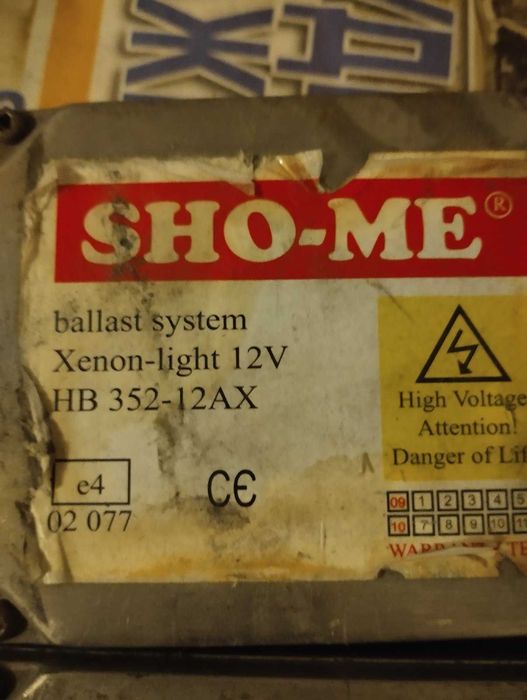 SHO-ME®
ballast system
Xenon-light 12V
HB 352-12AX
High Voltage
Attention!
Danger of
e4
02 077
CE
09 1 2 3 4 5
10 7 8 9 10